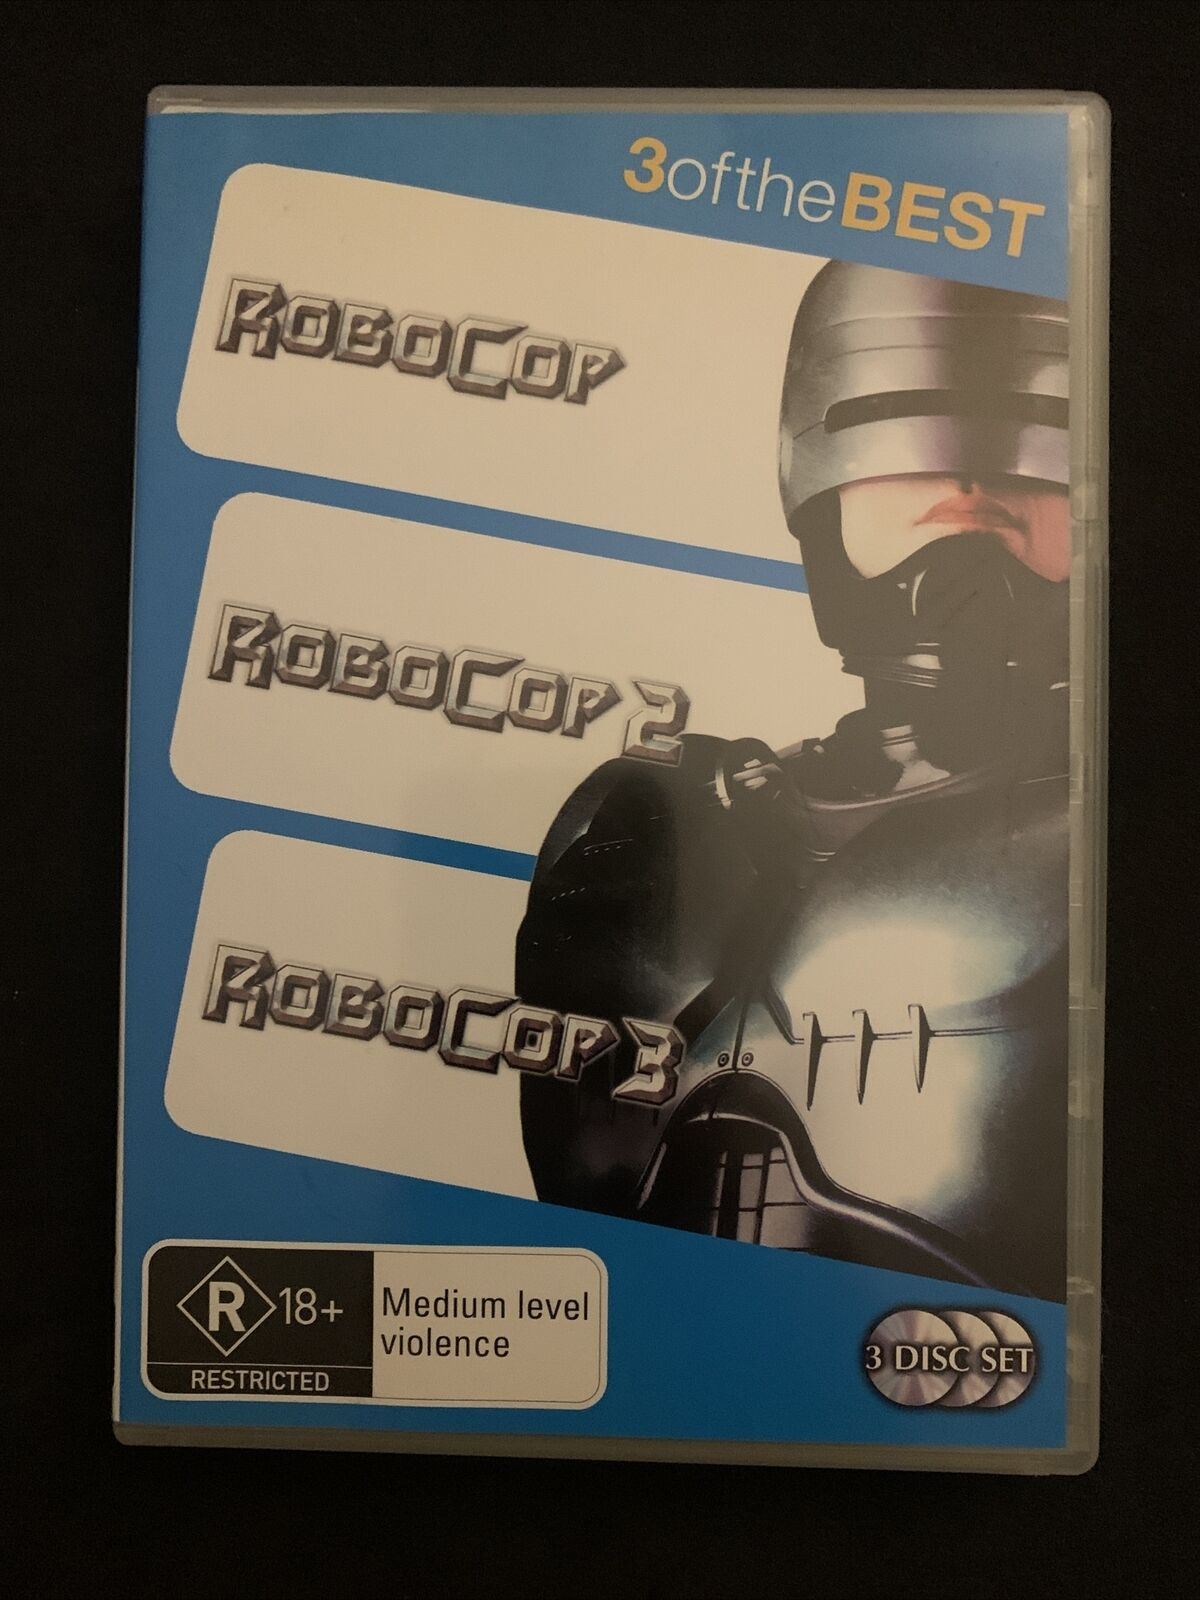 3oftheBEST
ROBOCOP
ROBOCOP 2
ROBOCOP 3
R 18+
RESTRICTED
Medium level
violence
3 DISC SET